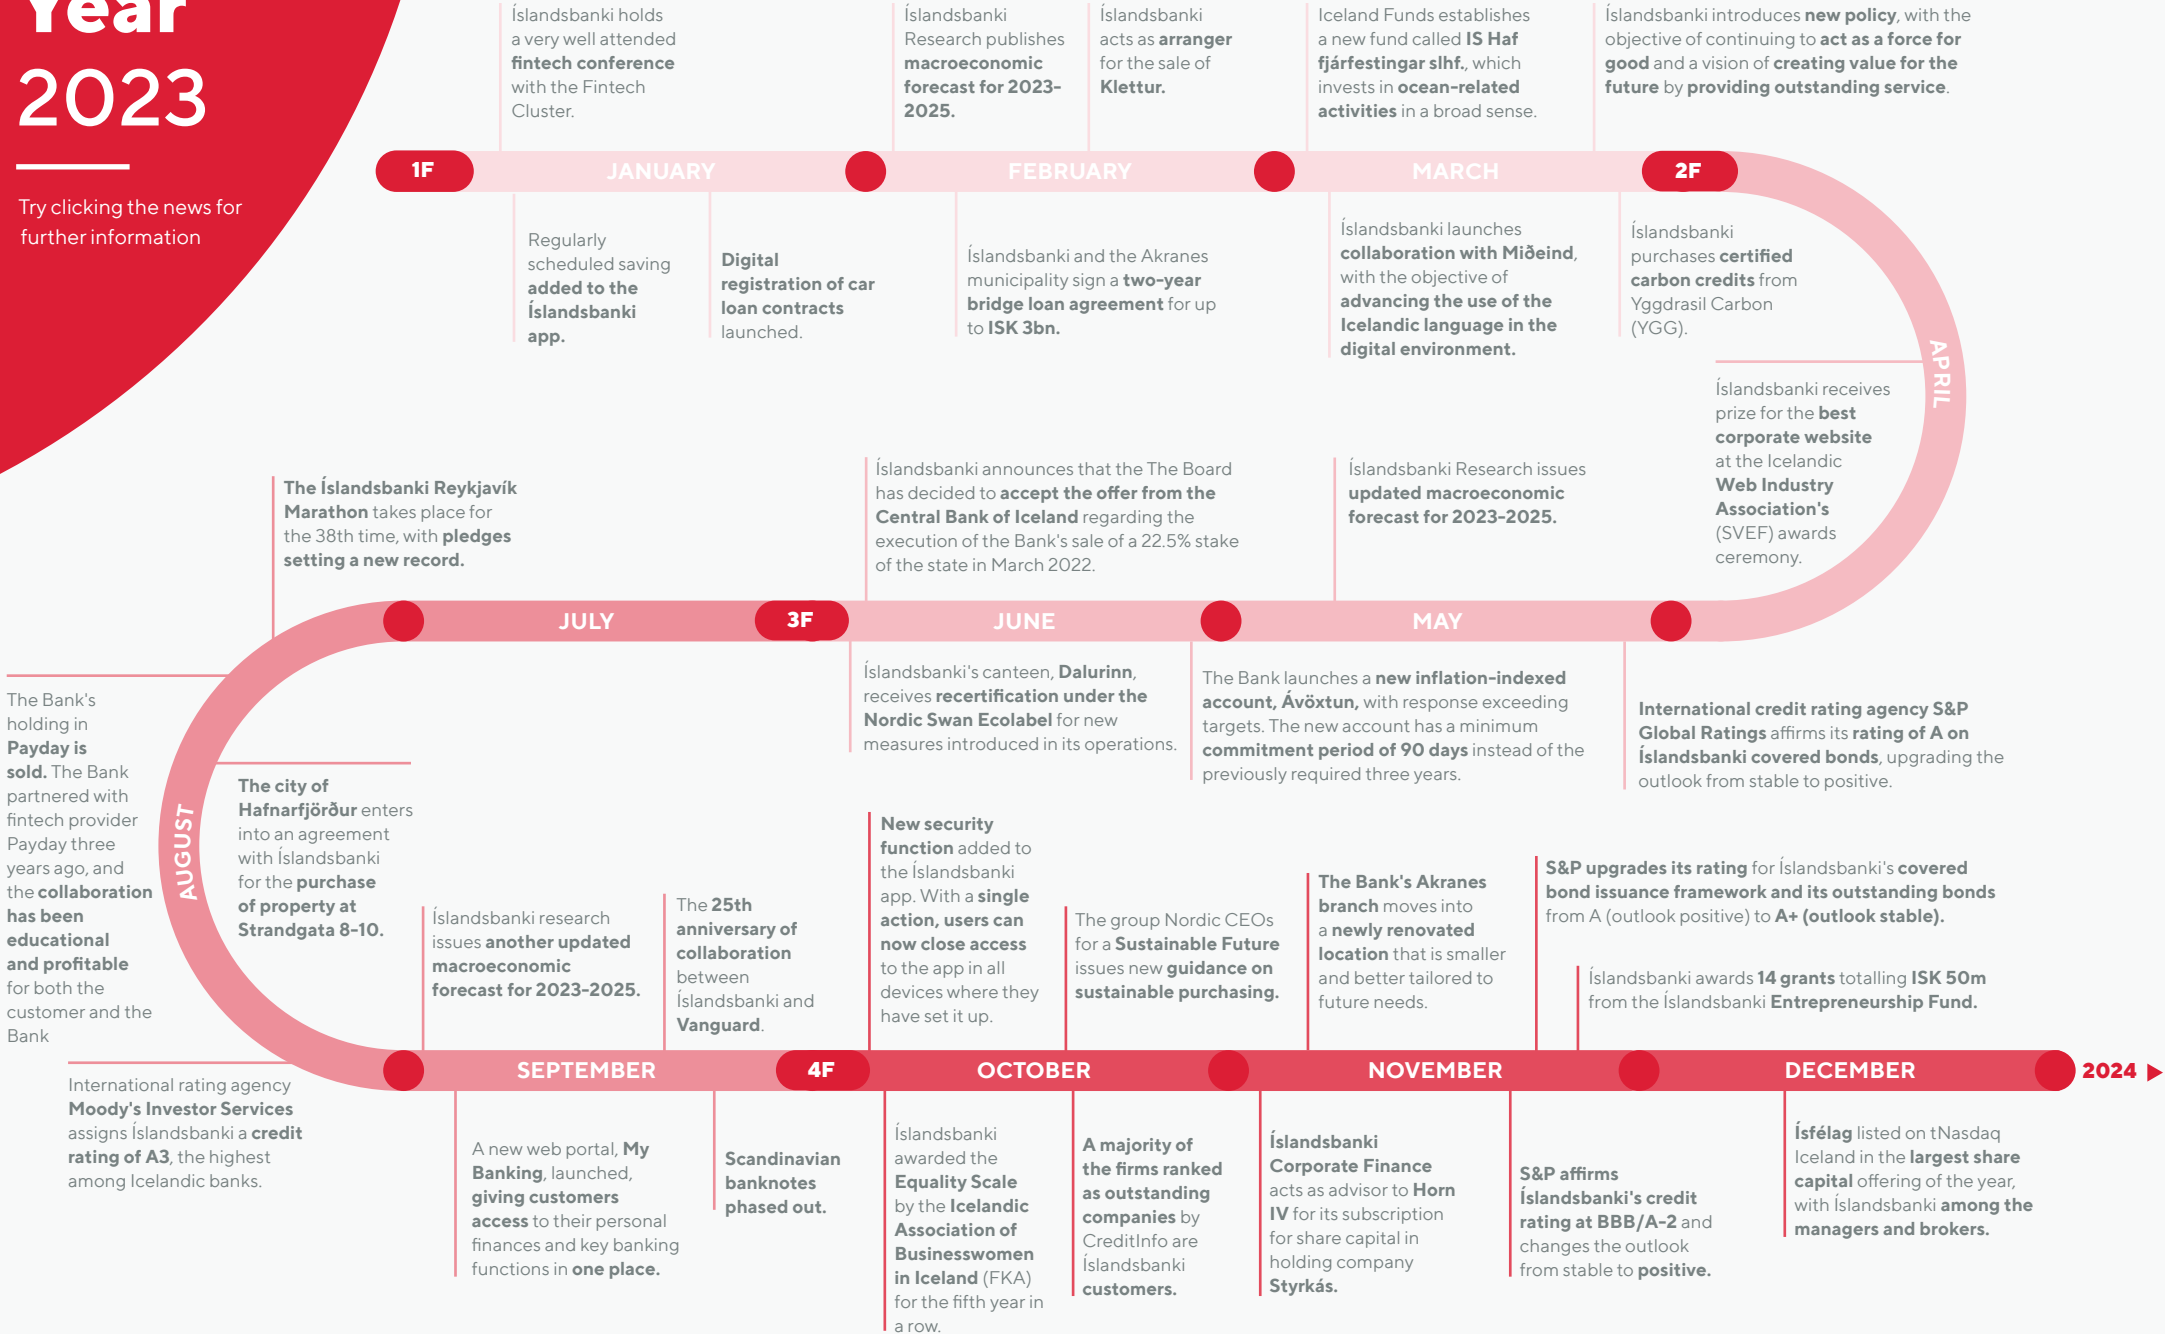 Year
2023
Try clicking the news for
further information
Íslandsbanki holds
a very well attended
fintech conference
with the Fintech
Cluster.
Íslandsbanki
Research publishes
macroeconomic
forecast for 2023-
2025.
Íslandsbanki
acts as arranger
for the sale of
Klettur.
Iceland Funds establishes
a new fund called IS Haf
fjárfestingar slhf., which
invests in ocean-related
activities in a broad sense.
Íslandsbanki introduces new policy, with the
objective of continuing to act as a force for
good and a vision of creating value for the
future by providing outstanding service.
1F
JANUARY
FEBRUARY
MARCH
2F
Regularly
scheduled saving
added to the
Íslandsbanki
app.
Digital
registration of car
loan contracts
launched.
Íslandsbanki and the Akranes
municipality sign a two-year
bridge loan agreement for up
to ISK 3bn.
Íslandsbanki launches
collaboration with Miðeind,
with the objective of
advancing the use of the
Icelandic language in the
digital environment.
Íslandsbanki
purchases certified
carbon credits from
Yggdrasil Carbon
(YGG).
APRIL
Íslandsbanki receives
prize for the best
corporate website
at the Icelandic
Web Industry
Association's
(SVEF) awards
ceremony.
The Íslandsbanki Reykjavík
Marathon takes place for
the 38th time, with pledges
setting a new record.
Íslandsbanki announces that the The Board
has decided to accept the offer from the
Central Bank of Iceland regarding the
execution of the Bank's sale of a 22.5% stake
of the state in March 2022.
Íslandsbanki Research issues
updated macroeconomic
forecast for 2023-2025.
JULY
3F
JUNE
MAY
Íslandsbanki's canteen, Dalurinn,
receives recertification under the
Nordic Swan Ecolabel for new
measures introduced in its operations.
The Bank launches a new inflation-indexed
account, Ávöxtun, with response exceeding
targets. The new account has a minimum
commitment period of 90 days instead of the
previously required three years.
International credit rating agency S&P
Global Ratings affirms its rating of A on
Íslandsbanki covered bonds, upgrading the
outlook from stable to positive.
The Bank's
holding in
Payday is
sold. The Bank
partnered with
fintech provider
Payday three
years ago, and
the collaboration
has been
educational
and profitable
for both the
customer and the
Bank
AUGUST
The city of
Hafnarfjörður enters
into an agreement
with Íslandsbanki
for the purchase
of property at
Strandgata 8-10.
International rating agency
Moody's Investor Services
assigns Íslandsbanki a credit
rating of A3, the highest
among Icelandic banks.
Íslandsbanki research
issues another updated
macroeconomic
forecast for 2023-2025.
The 25th
anniversary of
collaboration
between
Íslandsbanki and
Vanguard.
New security
function added to
the Íslandsbanki
app. With a single
action, users can
now close access
to the app in all
devices where they
have set it up.
The group Nordic CEOs
for a Sustainable Future
issues new guidance on
sustainable purchasing.
The Bank's Akranes
branch moves into
a newly renovated
location that is smaller
and better tailored to
future needs.
S&P upgrades its rating for Íslandsbanki's covered
bond issuance framework and its outstanding bonds
from A (outlook positive) to A+ (outlook stable).
Íslandsbanki awards 14 grants totalling ISK 50m
from the Íslandsbanki Entrepreneurship Fund.
SEPTEMBER
4F
OCTOBER
NOVEMBER
DECEMBER
2024
A new web portal, My
Banking, launched,
giving customers
access to their personal
finances and key banking
functions in one place.
Scandinavian
banknotes
phased out.
Íslandsbanki
awarded the
Equality Scale
by the Icelandic
Association of
Businesswomen
in Iceland (FKA)
for the fifth year in
a row.
A majority of
the firms ranked
as outstanding
companies by
CreditInfo are
Íslandsbanki
customers.
Íslandsbanki
Corporate Finance
acts as advisor to Horn
IV for its subscription
for share capital in
holding company
Styrkás.
S&P affirms
Íslandsbanki's credit
rating at BBB/A-2 and
changes the outlook
from stable to positive.
Ísfélag listed on tNasdaq
Iceland in the largest share
capital offering of the year,
with Íslandsbanki among the
managers and brokers.